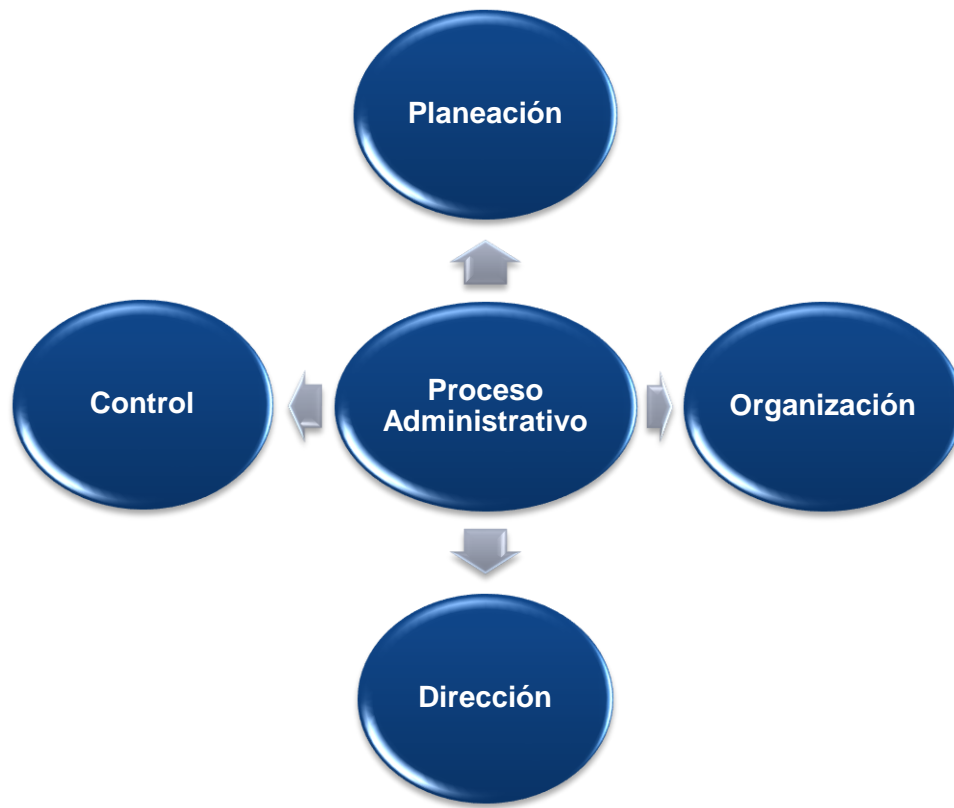 Planeación
Control
Proceso
Administrativo
Organización
Dirección